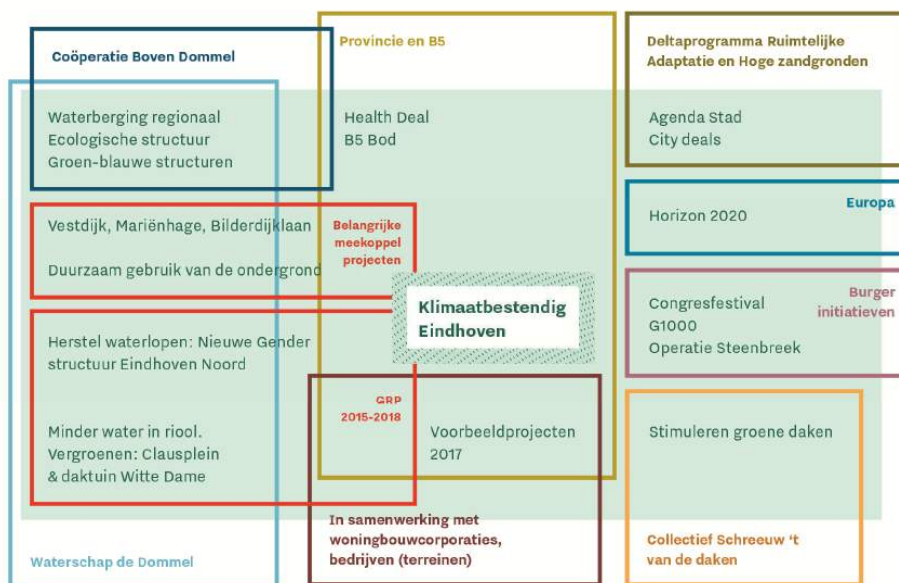 Coöperatie Boven Dommel
Waterberging regionaal
Ecologische structuur
Groen-blauwe structuren
Provincie en B5
Health Deal
B5 Bod
Deltaprogramma Ruimtelijke
Adaptatie en Hoge zandgronden
Agenda Stad
City deals
Europa
Horizon 2020
Vestdijk, Mariënhage, Bilderdijklaan
Duurzaam gebruik van de ondergrond
Belangrijke
meekoppel
projecten
Klimaatbestendig
Eindhoven
Burger
initiatieven
Congresfestival
G1000
Operatie Steenbreek
Herstel waterlopen: Nieuwe Gender
structuur Eindhoven Noord
GRP
2015-2018
Minder water in riool.
Vergroenen: Clausplein
& daktuin Witte Dame
Voorbeeldprojecten
2017
Stimuleren groene daken
Waterschap de Dommel
In samenwerking met
woningbouwcorporaties,
bedrijven (terreinen)
Collectief Schreeuw ‘t
van de daken